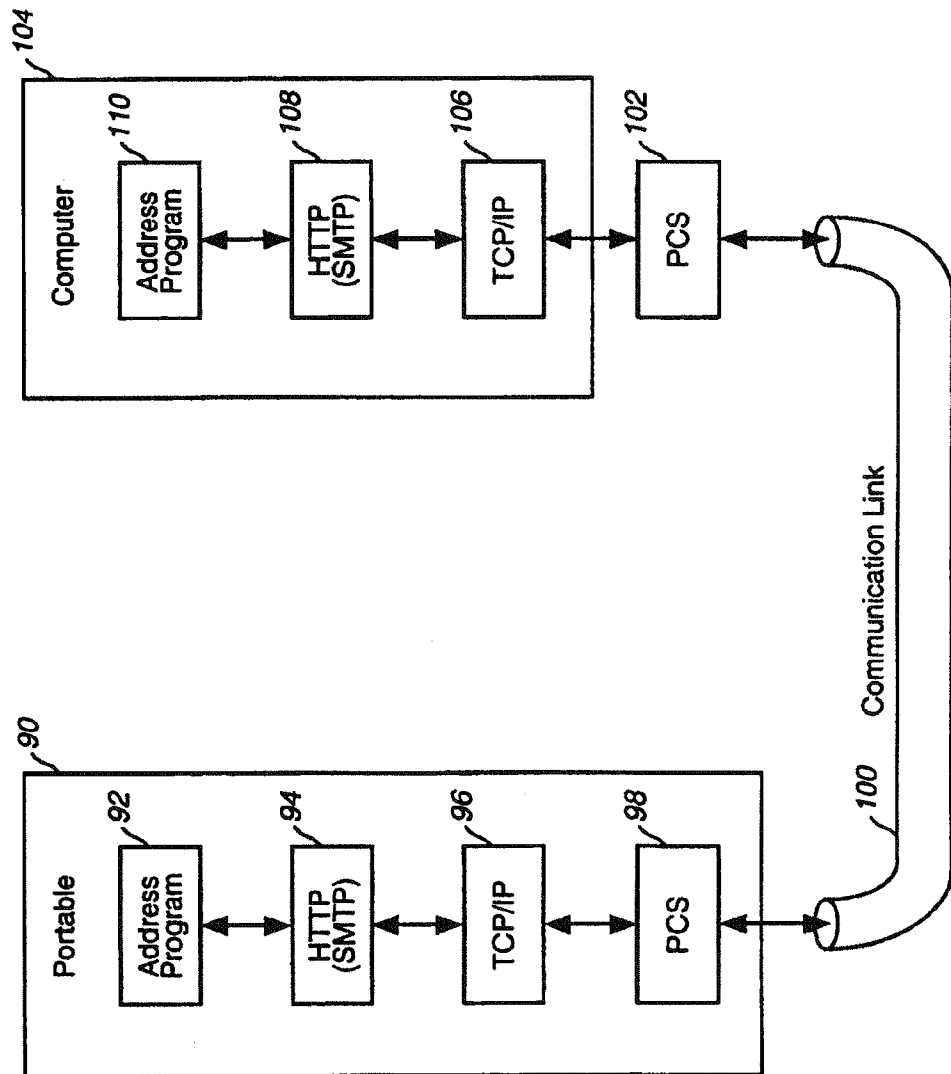 90
Portable
92
Address
Program
94
HTTP
(SMTP)
96
TCP/IP
98
PCS
100
Communication Link
104
Computer
110
Address
Program
108
HTTP
(SMTP)
106
TCP/IP
102
PCS